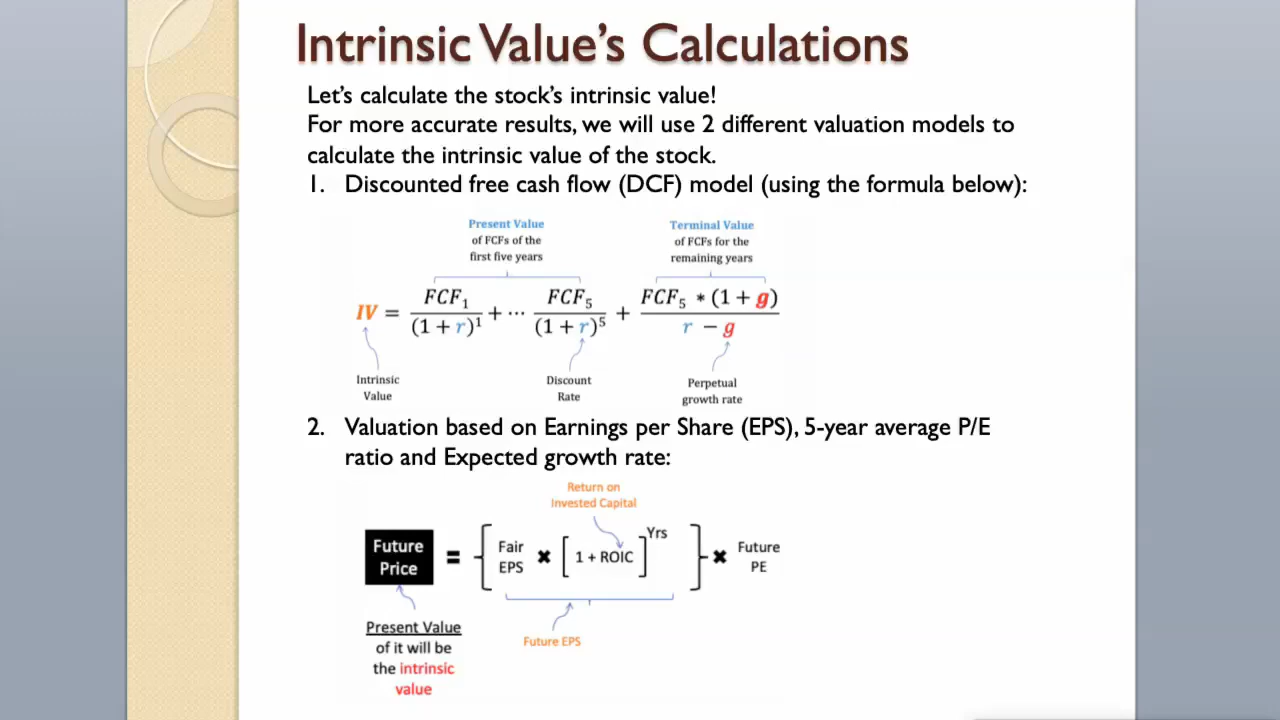 Intrinsic Value's Calculations
Let's calculate the stock's intrinsic value!
For more accurate results, we will use 2 different valuation models to
calculate the intrinsic value of the stock.
1. Discounted free cash flow (DCF) model (using the formula below):
Present Value
of FCFs of the
first five years
Terminal Value
of FCFs for the
remaining years
IV = FCF₁ / (1 + r)¹ + ··· FCF₅ / (1 + r)⁵ + FCF₅ * (1 + g) / r − g
Intrinsic
Value
Discount
Rate
Perpetual
growth rate
2. Valuation based on Earnings per Share (EPS), 5-year average P/E
ratio and Expected growth rate:
Return on
Invested Capital
Future
Price
=
{
Fair
EPS
✖
[ 1 + ROIC ]
Yrs
}
✖
Future
PE
Future EPS
Present Value
of it will be
the intrinsic
value